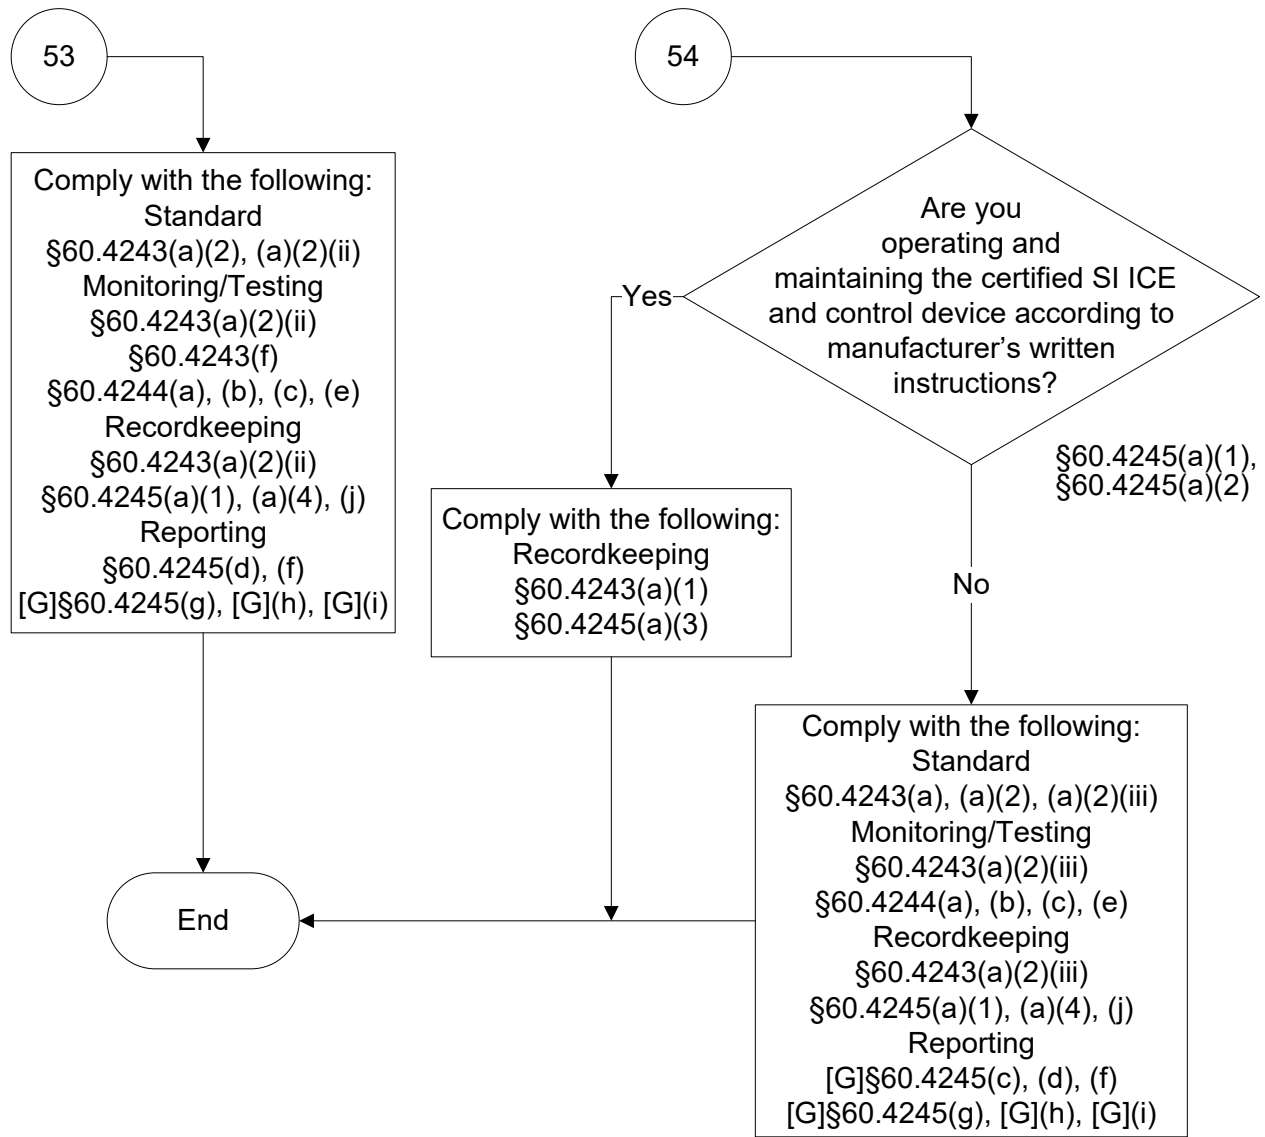 53
Comply with the following:
Standard
§60.4243(a)(2), (a)(2)(ii)
Monitoring/Testing
§60.4243(a)(2)(ii)
§60.4243(f)
§60.4244(a), (b), (c), (e)
Recordkeeping
§60.4243(a)(2)(ii)
§60.4245(a)(1), (a)(4), (j)
Reporting
§60.4245(d), (f)
[G]§60.4245(g), [G](h), [G](i)
End
54
Are you
operating and
maintaining the certified SI ICE
and control device according to
manufacturer’s written
instructions?
§60.4245(a)(1),
§60.4245(a)(2)
Yes
Comply with the following:
Recordkeeping
§60.4243(a)(1)
§60.4245(a)(3)
No
Comply with the following:
Standard
§60.4243(a), (a)(2), (a)(2)(iii)
Monitoring/Testing
§60.4243(a)(2)(iii)
§60.4244(a), (b), (c), (e)
Recordkeeping
§60.4243(a)(2)(iii)
§60.4245(a)(1), (a)(4), (j)
Reporting
[G]§60.4245(c), (d), (f)
[G]§60.4245(g), [G](h), [G](i)